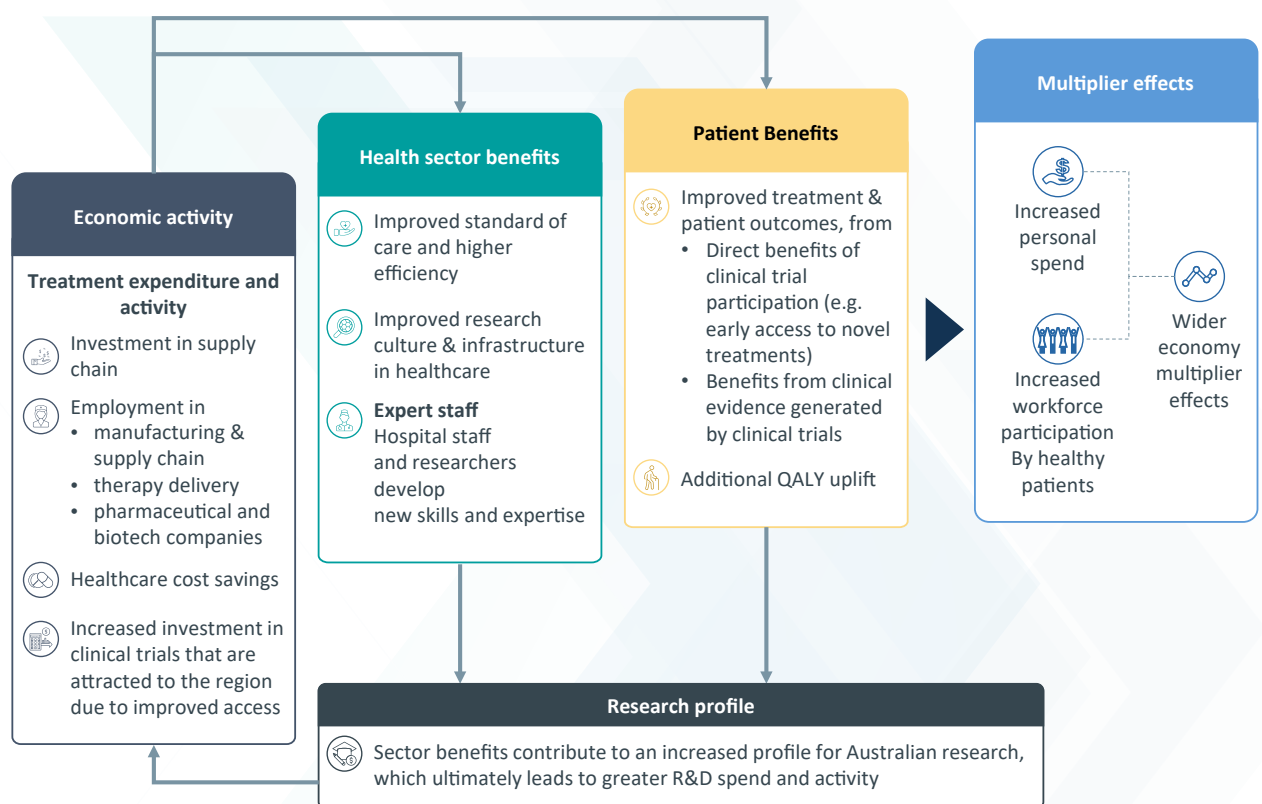 Economic activity
Treatment expenditure and
activity
Investment in supply
chain
Employment in
• manufacturing &
supply chain
• therapy delivery
• pharmaceutical and
biotech companies
Healthcare cost savings
Increased investment in
clinical trials that are
attracted to the region
due to improved access
Health sector benefits
Improved standard of
care and higher
efficiency
Improved research
culture & infrastructure
in healthcare
Expert staff
Hospital staff
and researchers
develop
new skills and expertise
Patient Benefits
Improved treatment &
patient outcomes, from
• Direct benefits of
clinical trial
participation (e.g.
early access to novel
treatments)
• Benefits from clinical
evidence generated
by clinical trials
Additional QALY uplift
Multiplier effects
Increased
personal
spend
Increased
workforce
participation
By healthy
patients
Wider
economy
multiplier
effects
Research profile
Sector benefits contribute to an increased profile for Australian research,
which ultimately leads to greater R&D spend and activity